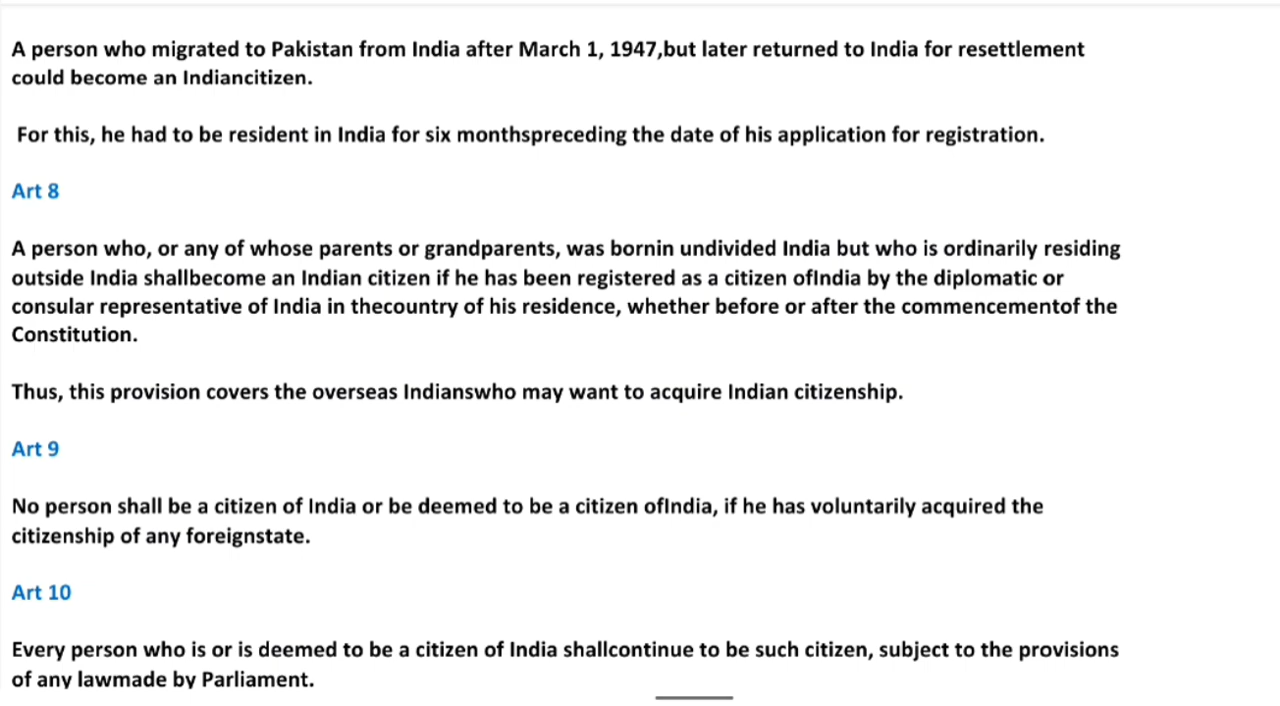 A person who migrated to Pakistan from India after March 1, 1947,but later returned to India for resettlement
could become an Indiancitizen.
For this, he had to be resident in India for six monthspreceding the date of his application for registration.
Art 8
A person who, or any of whose parents or grandparents, was bornin undivided India but who is ordinarily residing
outside India shallbecome an Indian citizen if he has been registered as a citizen ofIndia by the diplomatic or
consular representative of India in thecountry of his residence, whether before or after the commencementof the
Constitution.
Thus, this provision covers the overseas Indianswho may want to acquire Indian citizenship.
Art 9
No person shall be a citizen of India or be deemed to be a citizen ofIndia, if he has voluntarily acquired the
citizenship of any foreignstate.
Art 10
Every person who is or is deemed to be a citizen of India shallcontinue to be such citizen, subject to the provisions
of any lawmade by Parliament.